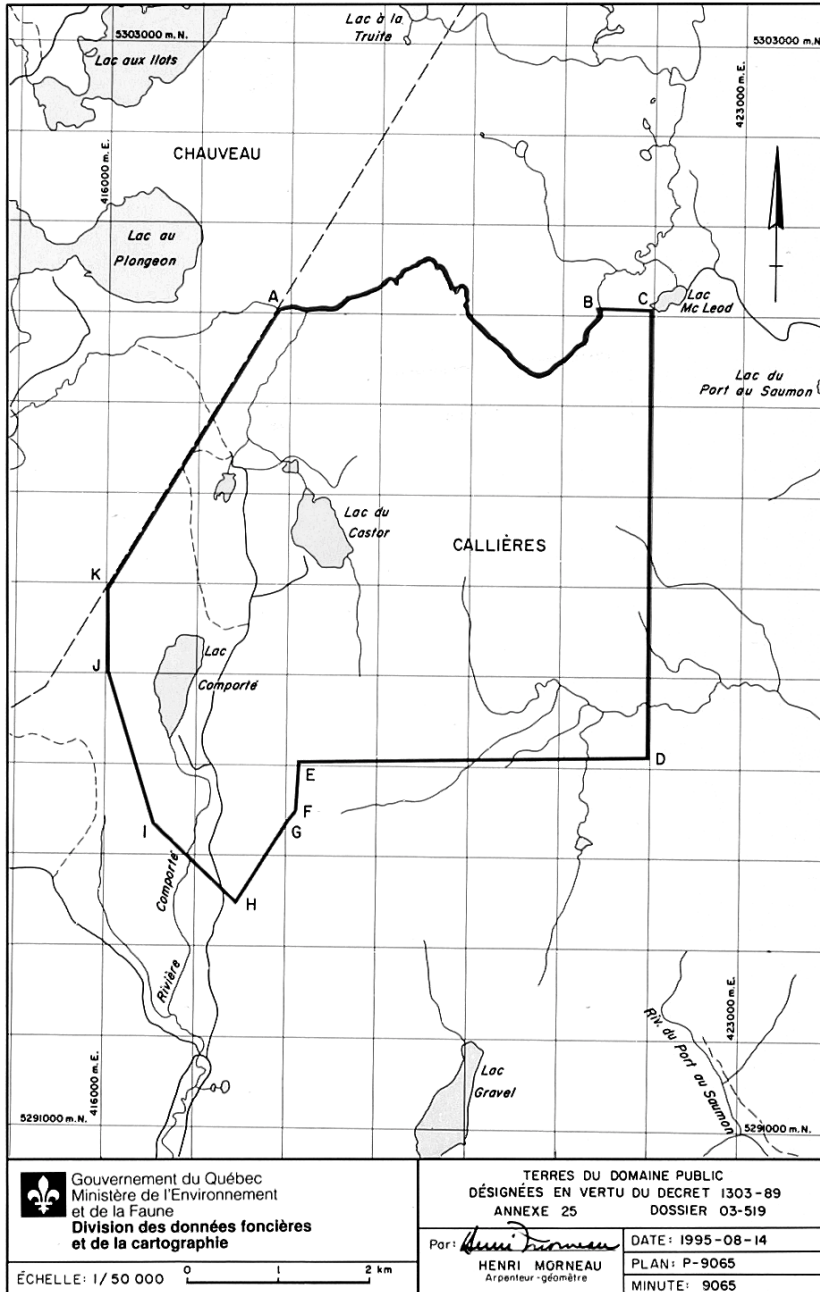 Lac à la
Truite
5303000 m.N.
5303000 m.N.
Lac aux Ilots
423000 m.E.
CHAUVEAU
416000 m.E.
Lac au
Plongeon
A
B
C
Lac
Mc Leod
Lac du
Port au Saumon
Lac du
Castor
CALLIÈRES
K
Lac
Comporté
J
E
D
F
G
I
H
Comporté
Rivière
423000 m.E.
Riv. du Port au Saumon
416000 m.E.
Lac
Gravel
5291000 m.N.
5291000 m.N.
Gouvernement du Québec
Ministère de l'Environnement
et de la Faune
Division des données foncières
et de la cartographie
ÉCHELLE: 1/50 000
0 1 2 km
TERRES DU DOMAINE PUBLIC
DÉSIGNÉES EN VERTU DU DECRET 1303-89
ANNEXE 25 DOSSIER 03-519
Par: Henri Morneau
HENRI MORNEAU
Arpenteur-géomètre
DATE: 1995-08-14
PLAN: P-9065
MINUTE: 9065